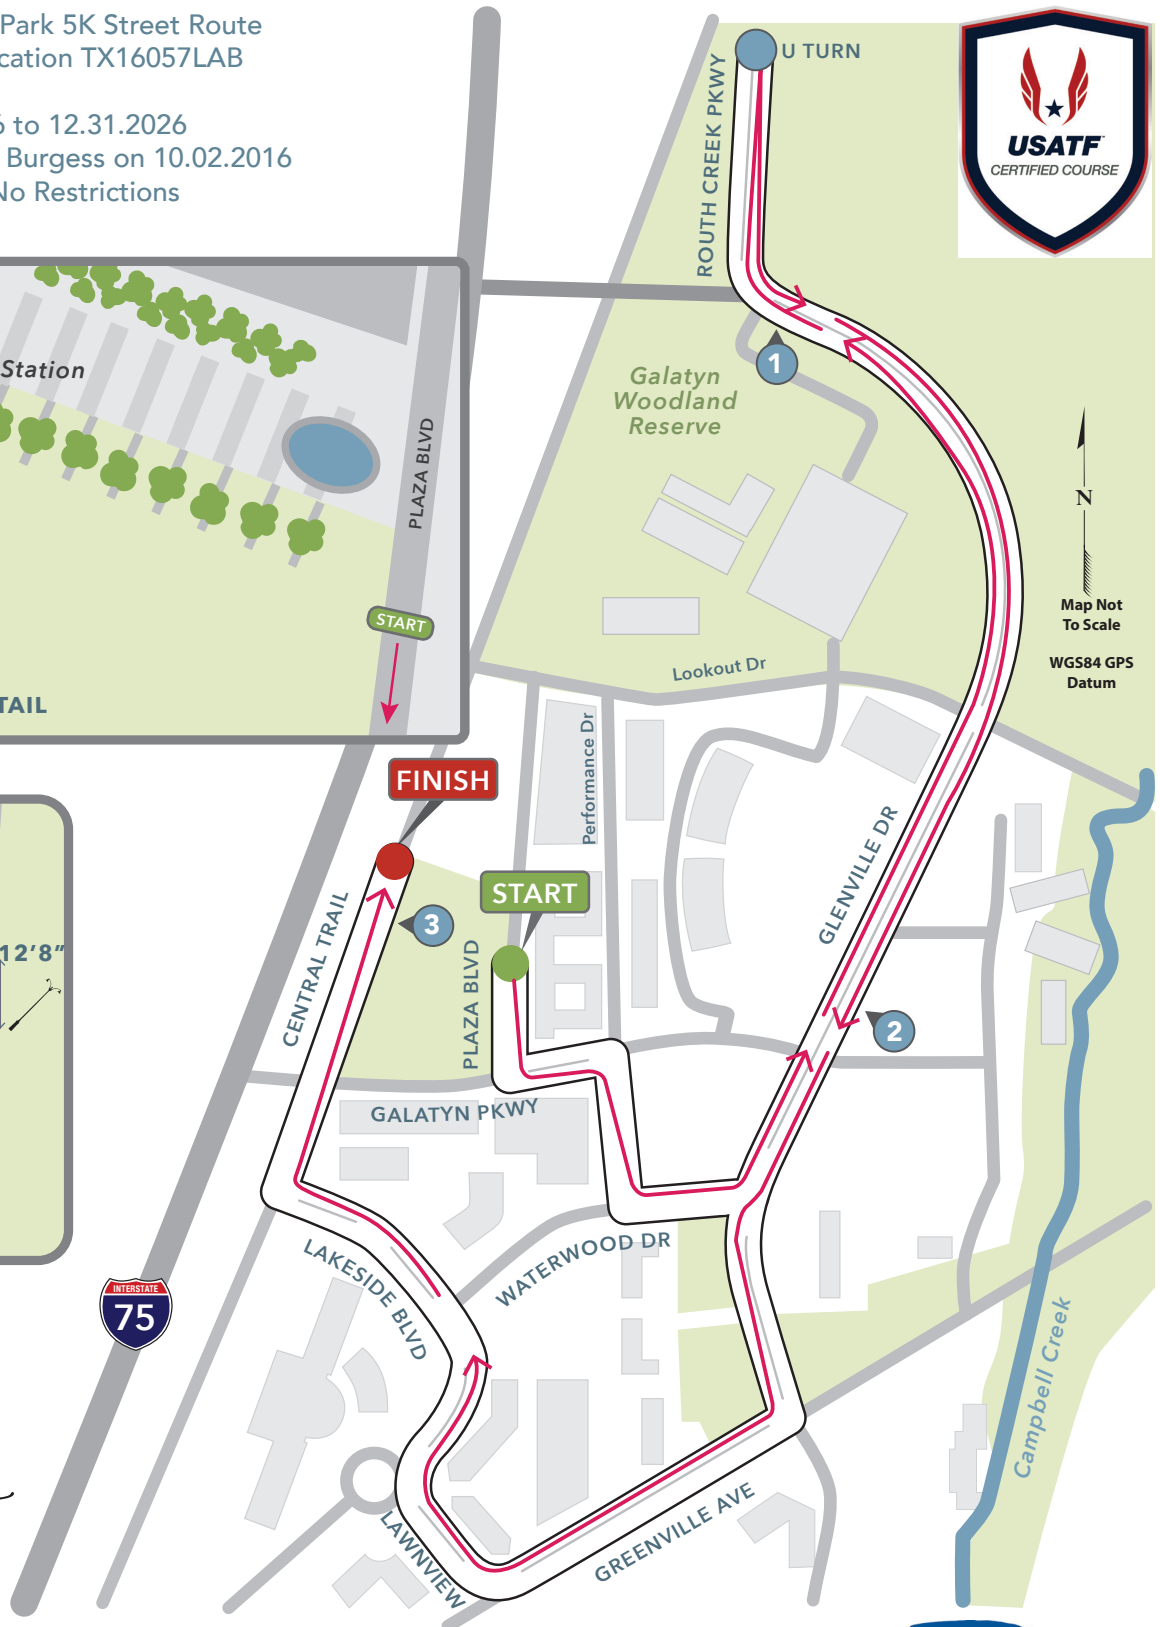 Park 5K Street Route
cation TX16057LAB
6 to 12.31.2026
Burgess on 10.02.2016
No Restrictions
U TURN
USATF
CERTIFIED COURSE
ROUTH CREEK PKWY
Station
PLAZA BLVD
START
TAIL
1
Galatyn
Woodland
Reserve
N
Map Not
To Scale
WGS84 GPS
Datum
Lookout Dr
Performance Dr
FINISH
START
GLENVILLE DR
CENTRAL TRAIL
3
PLAZA BLVD
12'8"
2
GALATYN PKWY
LAKESIDE BLVD
WATERWOOD DR
INTERSTATE
75
Campbell Creek
LAWNVIEW
GREENVILLE AVE